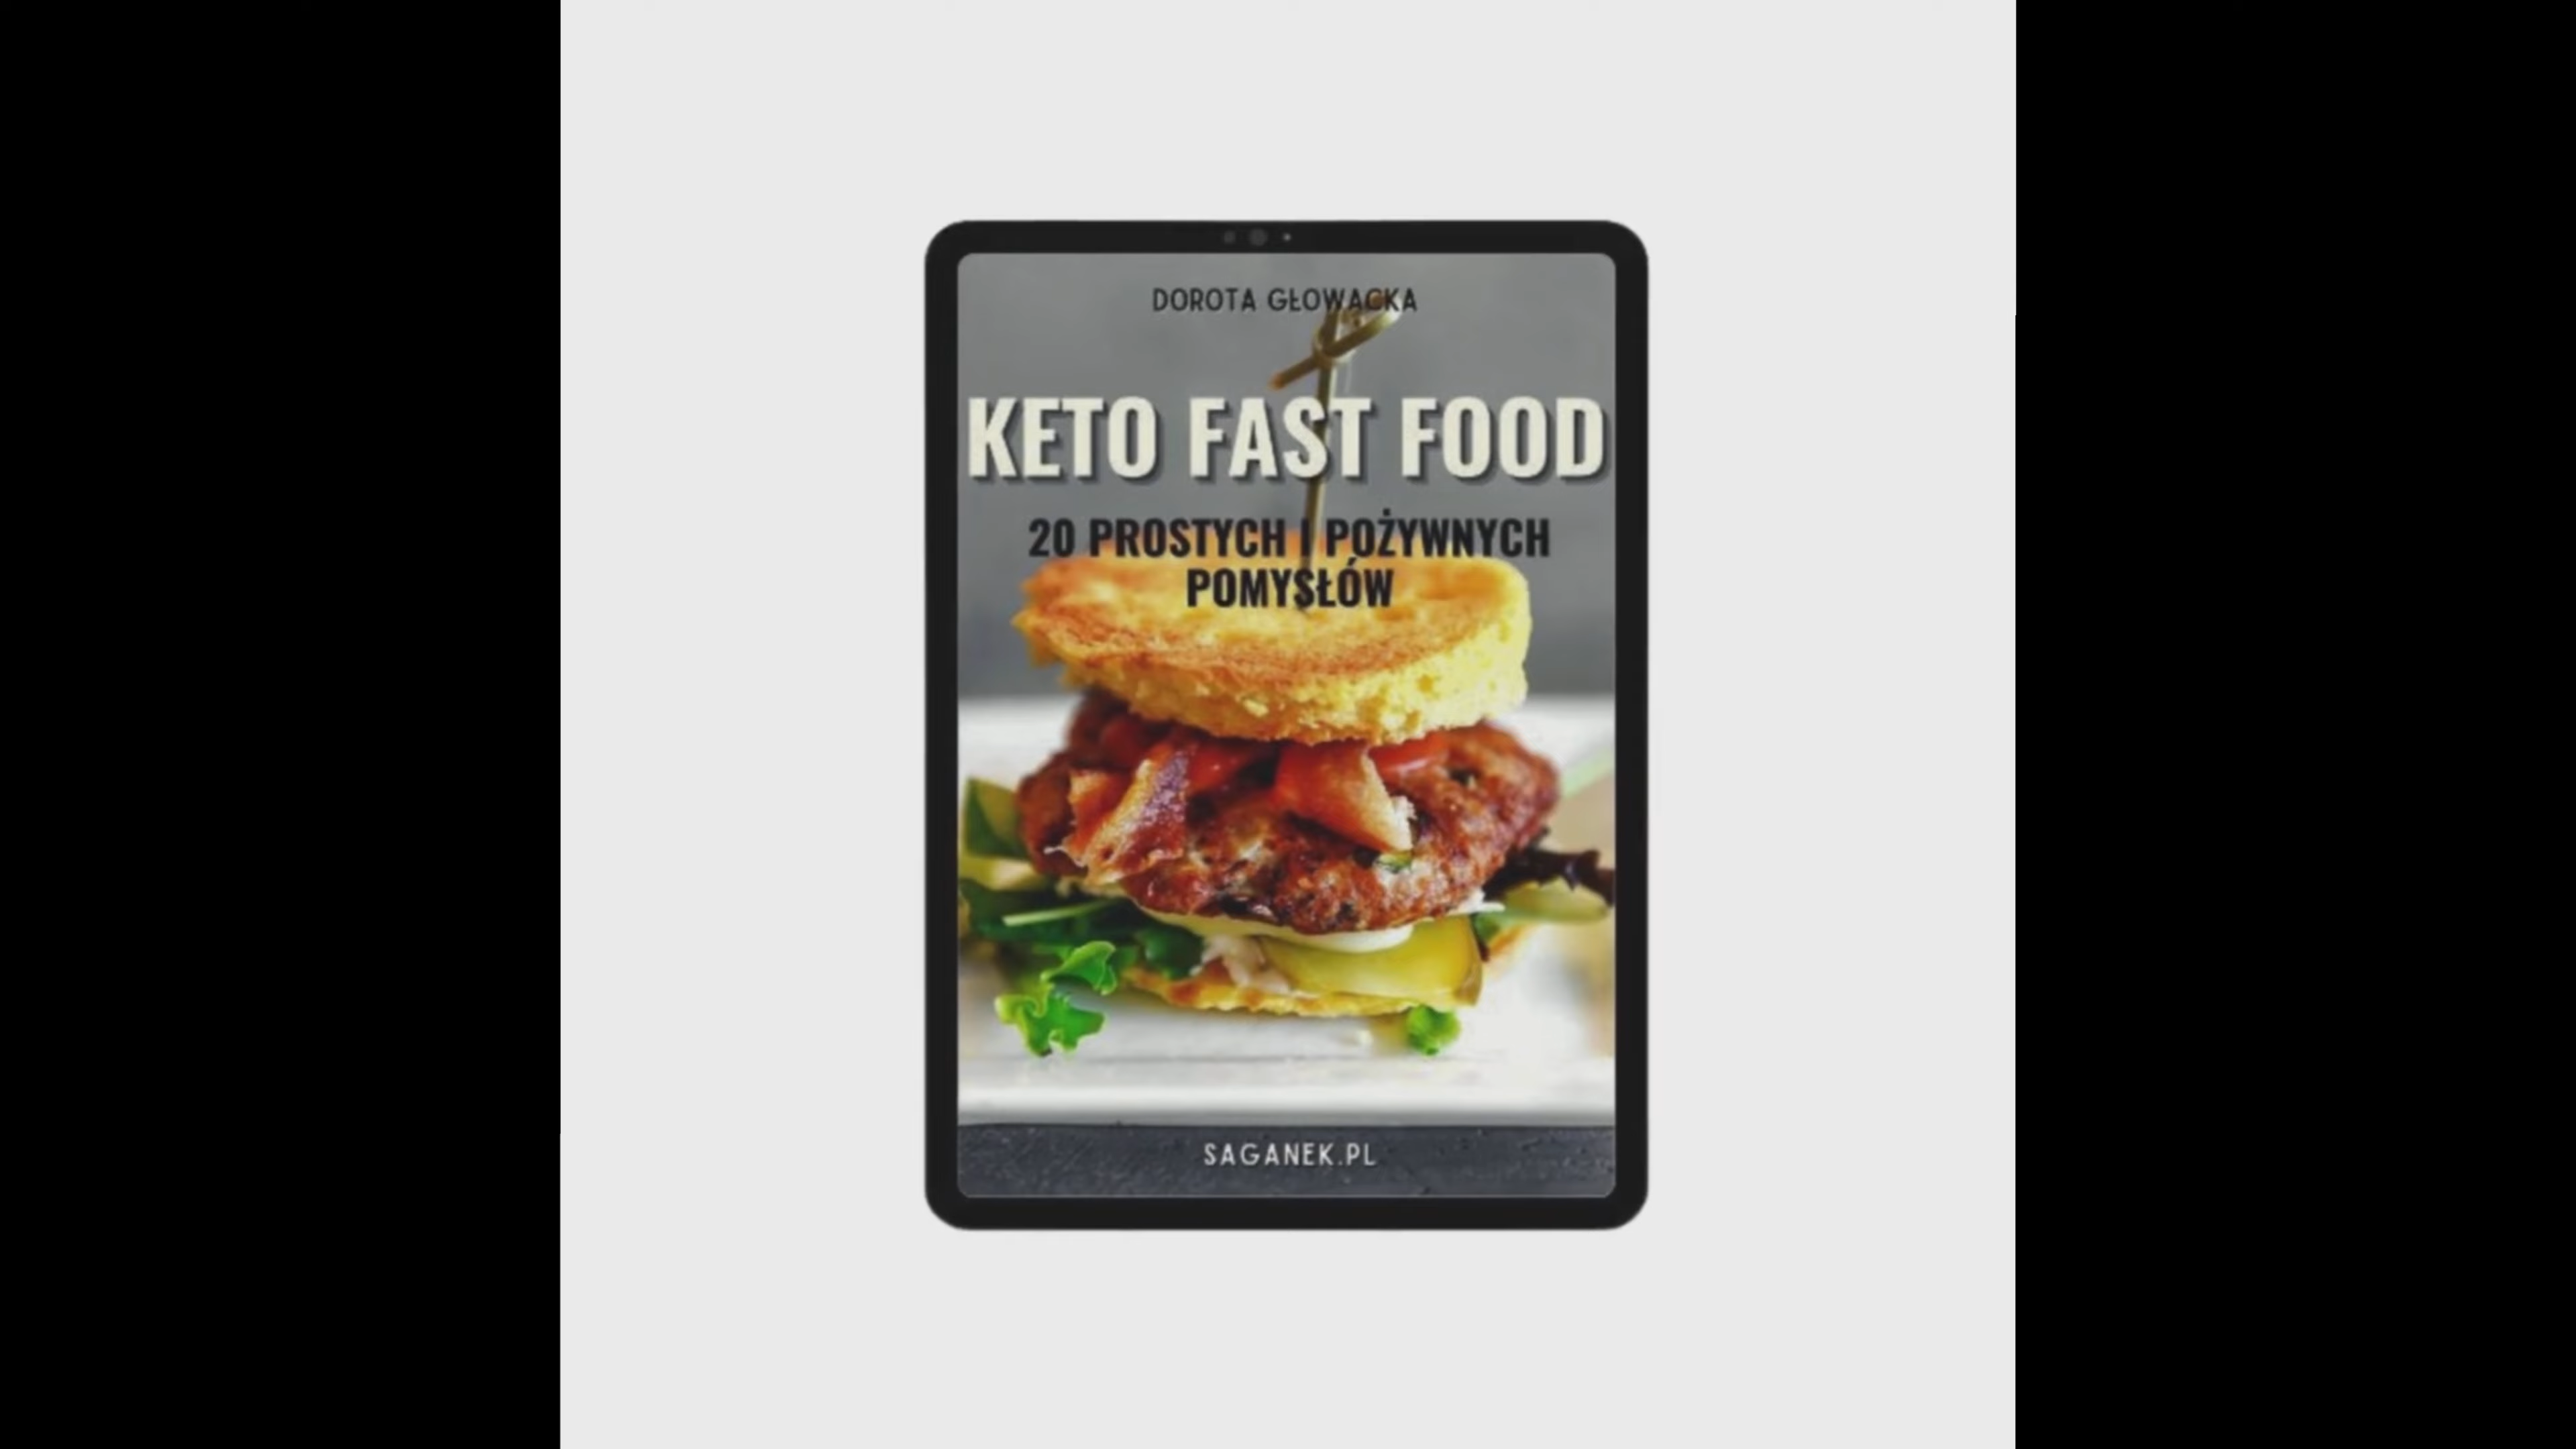 DOROTA GŁOWACKA
KETO FAST FOOD
20 PROSTYCH I POŻYWNYCH
POMYSŁÓW
SAGANEK.PL